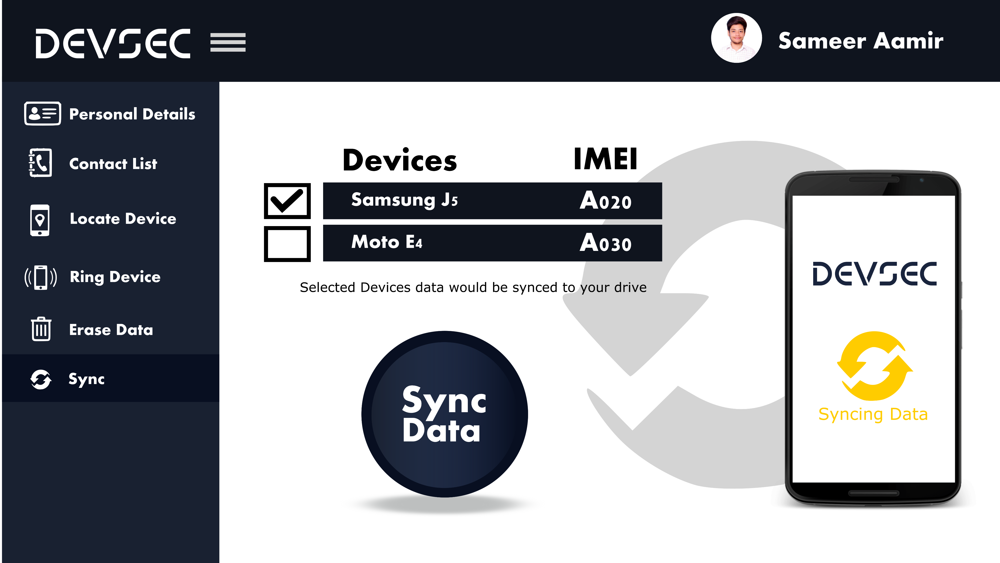 DEVSEC
Sameer Aamir
Personal Details
Contact List
Locate Device
Ring Device
Erase Data
Sync
Devices IMEI
Samsung J5 A020
Moto E4 A030
Selected Devices data would be synced to your drive
Sync
Data
DEVSEC
Syncing Data